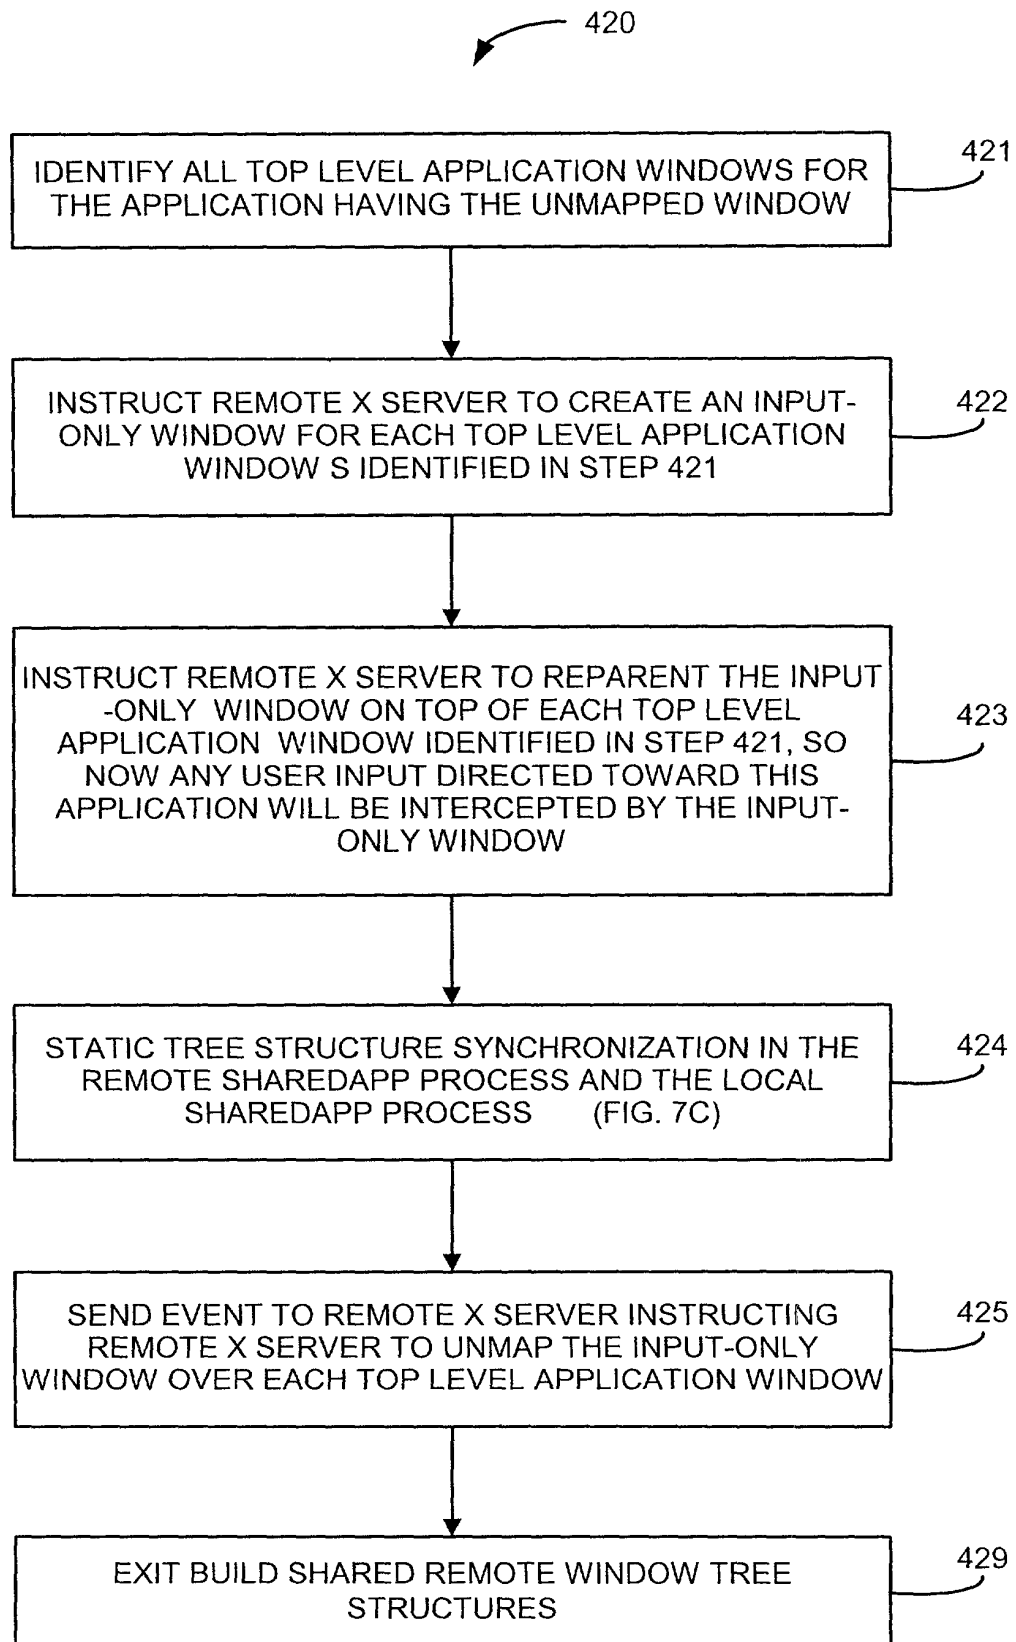 420
IDENTIFY ALL TOP LEVEL APPLICATION WINDOWS FOR
THE APPLICATION HAVING THE UNMAPPED WINDOW
421
INSTRUCT REMOTE X SERVER TO CREATE AN INPUT-
ONLY WINDOW FOR EACH TOP LEVEL APPLICATION
WINDOW S IDENTIFIED IN STEP 421
422
INSTRUCT REMOTE X SERVER TO REPARENT THE INPUT
-ONLY WINDOW ON TOP OF EACH TOP LEVEL
APPLICATION WINDOW IDENTIFIED IN STEP 421, SO
NOW ANY USER INPUT DIRECTED TOWARD THIS
APPLICATION WILL BE INTERCEPTED BY THE INPUT-
ONLY WINDOW
423
STATIC TREE STRUCTURE SYNCHRONIZATION IN THE
REMOTE SHAREDAPP PROCESS AND THE LOCAL
SHAREDAPP PROCESS (FIG. 7C)
424
SEND EVENT TO REMOTE X SERVER INSTRUCTING
REMOTE X SERVER TO UNMAP THE INPUT-ONLY
WINDOW OVER EACH TOP LEVEL APPLICATION WINDOW
425
EXIT BUILD SHARED REMOTE WINDOW TREE
STRUCTURES
429